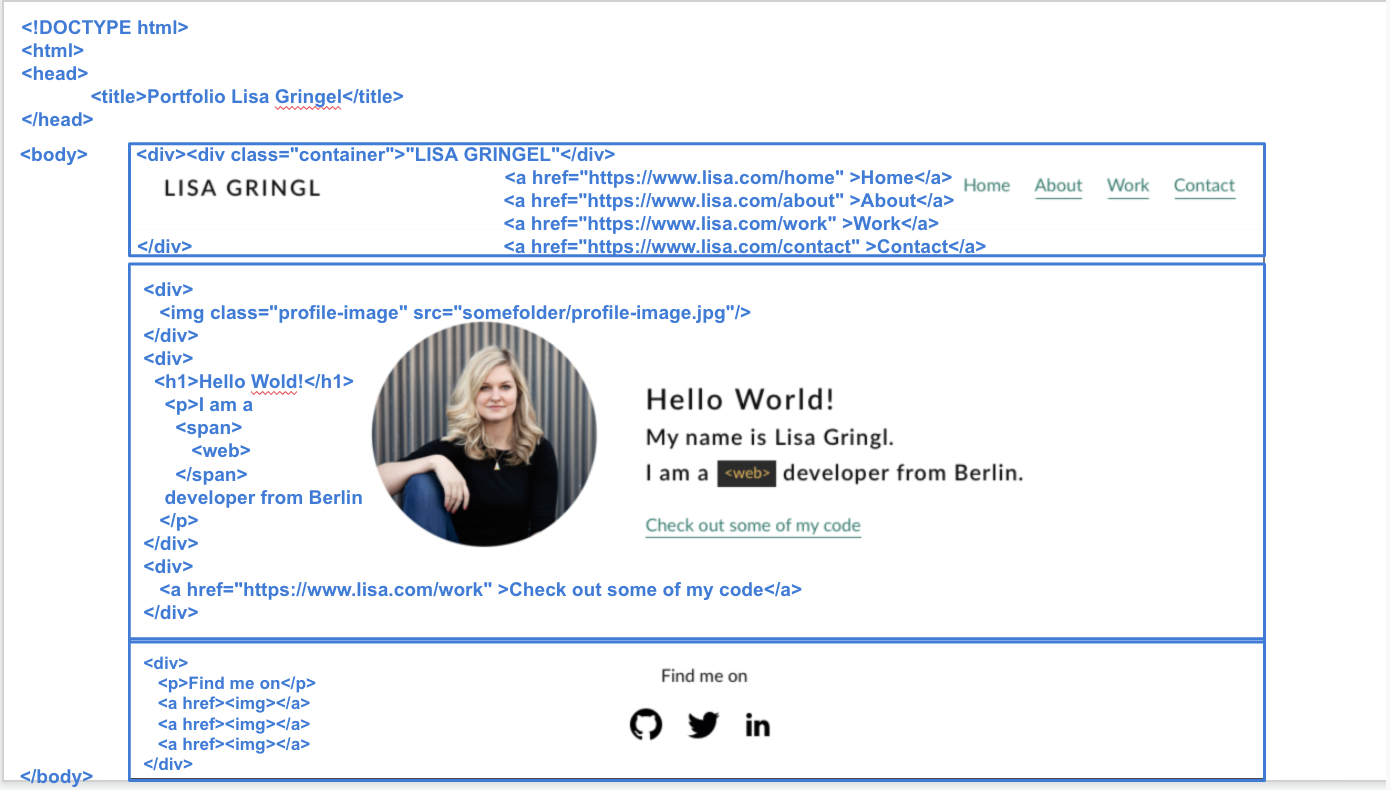 <!DOCTYPE html>
<html>
<head>
<title>Portfolio Lisa Gringel</title>
</head>
<body>
<div><div class="container">"LISA GRINGEL"</div>
LISA GRINGL
<a href="https://www.lisa.com/home" >Home</a>
<a href="https://www.lisa.com/about" >About</a>
<a href="https://www.lisa.com/work" >Work</a>
<a href="https://www.lisa.com/contact" >Contact</a>
Home About Work Contact
</div>
<div>
<img class="profile-image" src="somefolder/profile-image.jpg"/>
</div>
<div>
<h1>Hello Wold!</h1>
<p>I am a
<span>
<web>
</span>
developer from Berlin
</p>
</div>
Hello World!
My name is Lisa Gringl.
I am a <web> developer from Berlin.
Check out some of my code
<div>
<a href="https://www.lisa.com/work" >Check out some of my code</a>
</div>
<div>
<p>Find me on</p>
<a href><img></a>
<a href><img></a>
<a href><img></a>
</div>
Find me on
in
</body>